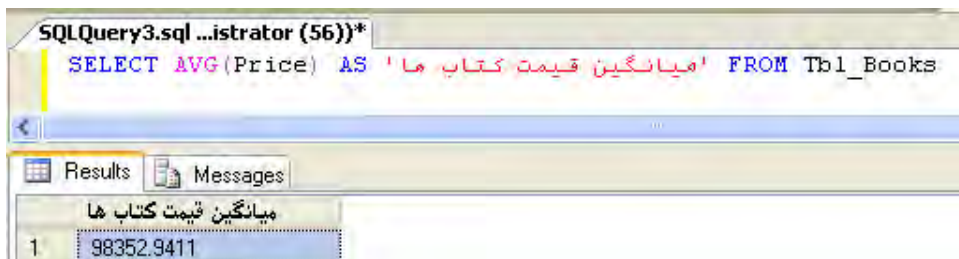 SQLQuery3.sql ...istrator (56))*
SELECT AVG(Price) AS 'میانگین قیمت کتاب ها' FROM Tbl_Books
Results Messages
میانگین قیمت کتاب ها
1 98352.9411